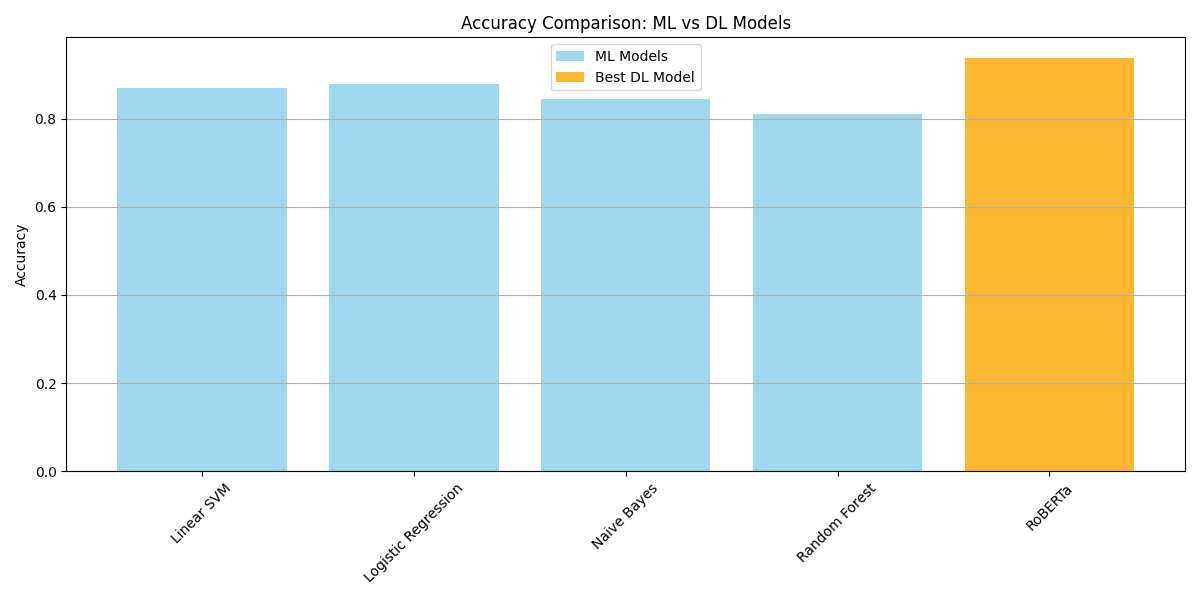 Accuracy Comparison: ML vs DL Models
ML Models
Best DL Model
Accuracy
0.8
0.6
0.4
0.2
0.0
Linear SVM
Logistic Regression
Naive Bayes
Random Forest
RoBERTa